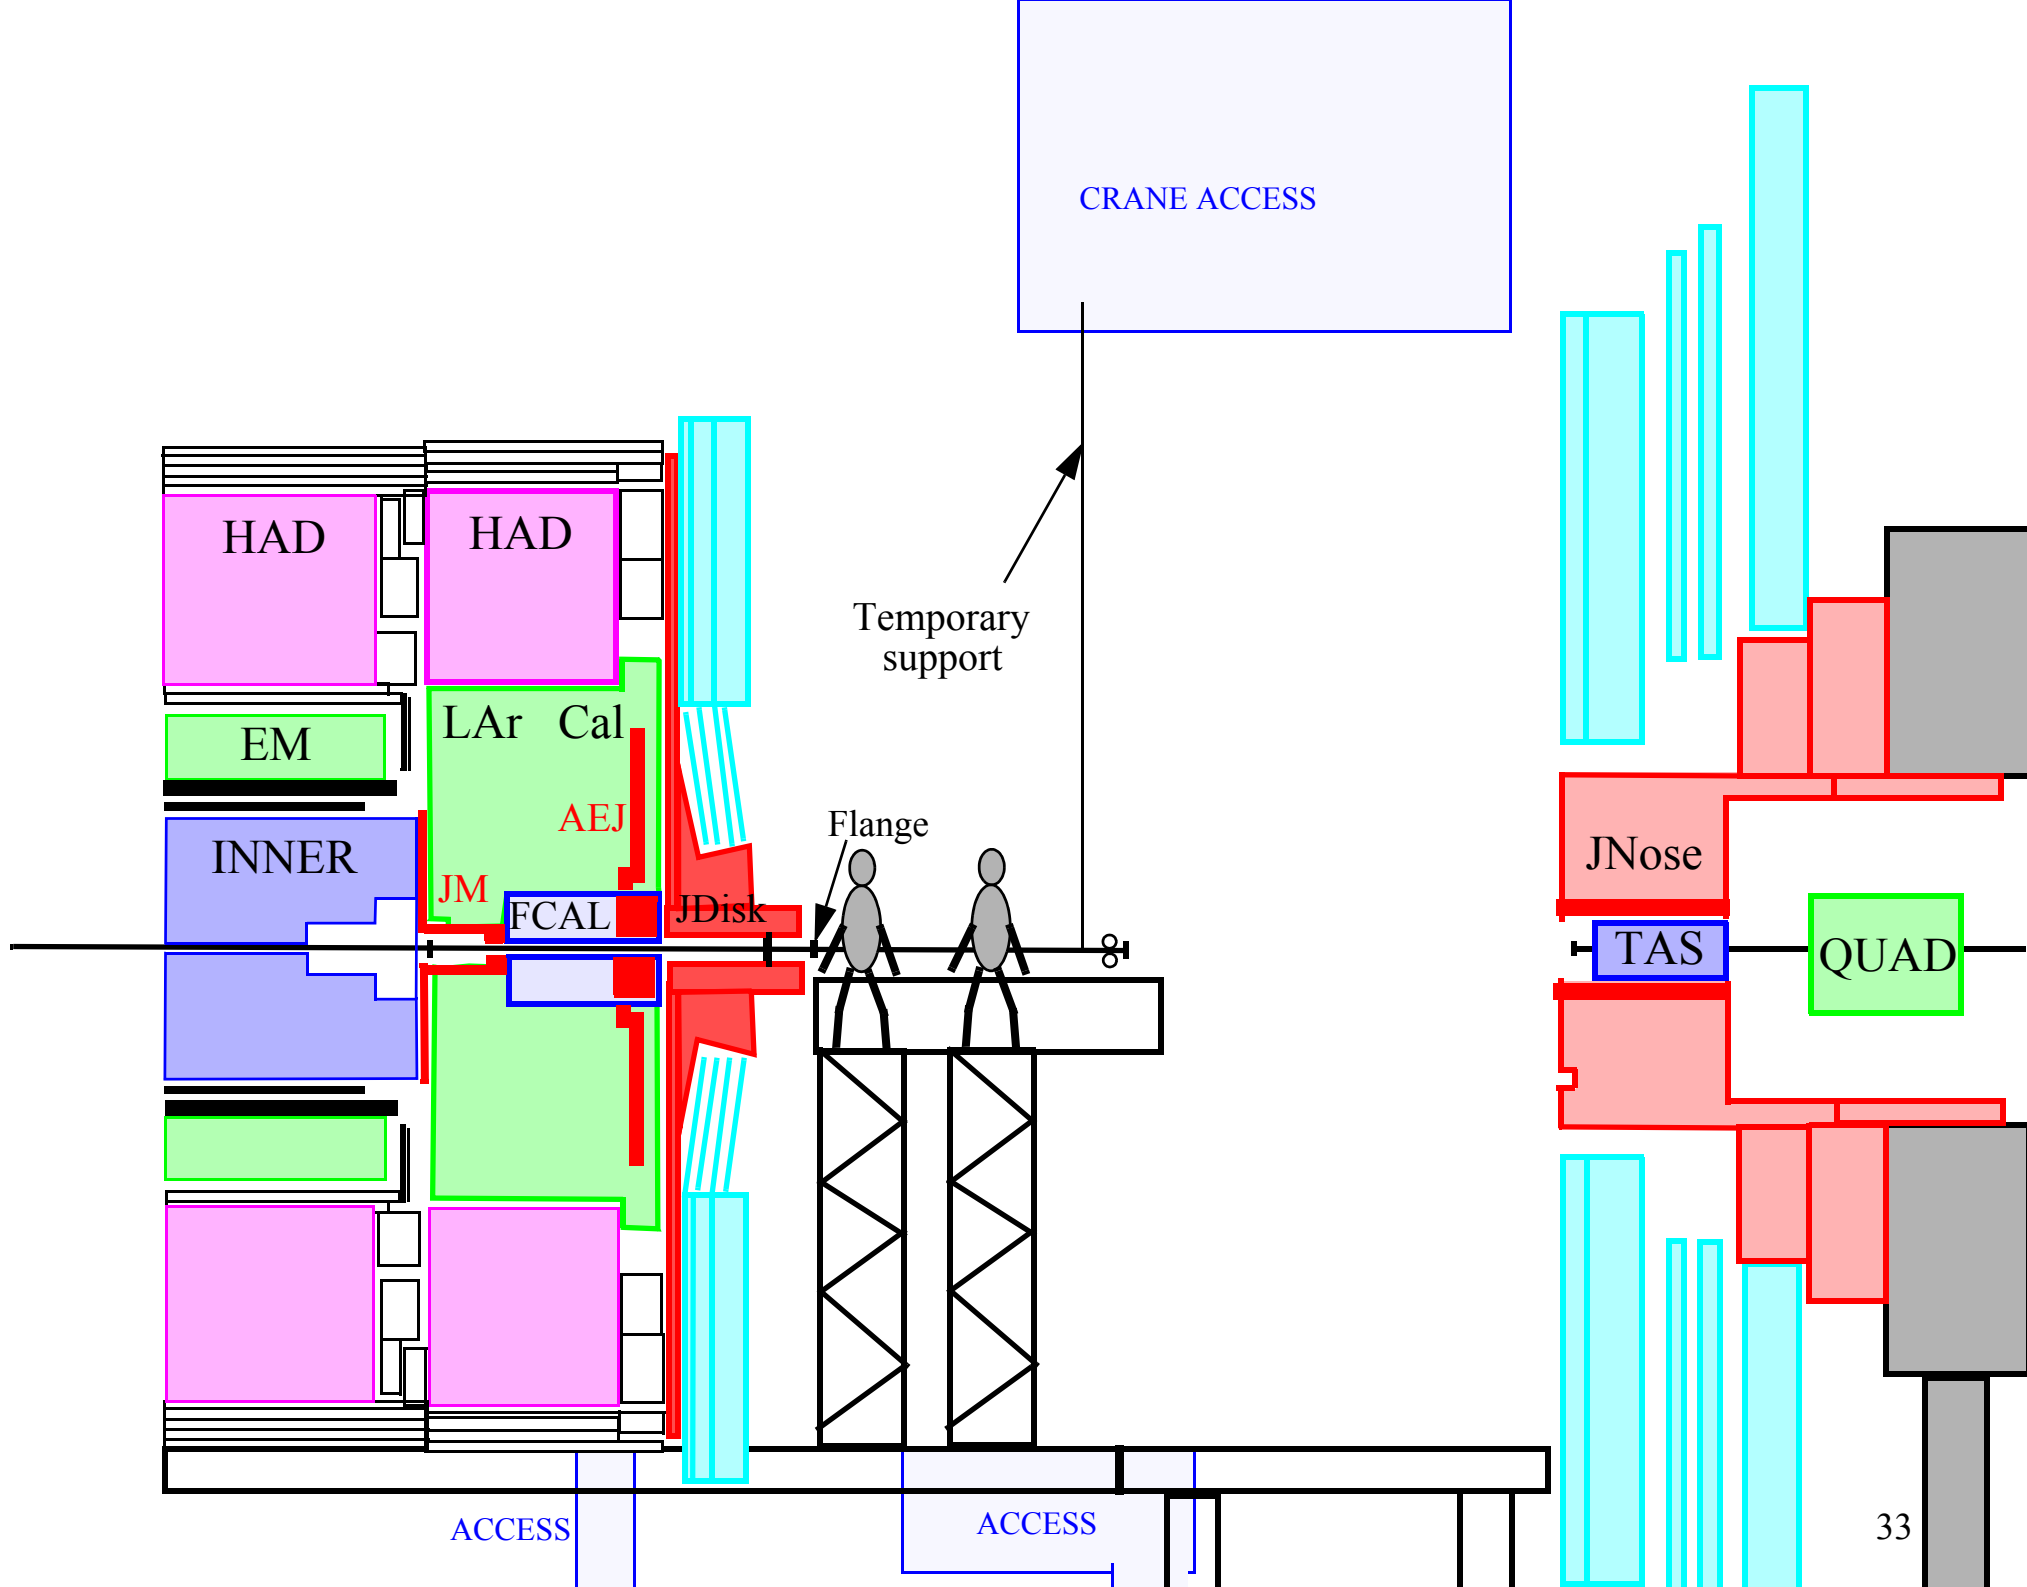 CRANE ACCESS
HAD
HAD
Temporary
support
LAr Cal
EM
AEJ
Flange
INNER
JNose
JM
FCAL
JDisk
TAS
QUAD
ACCESS
ACCESS
33